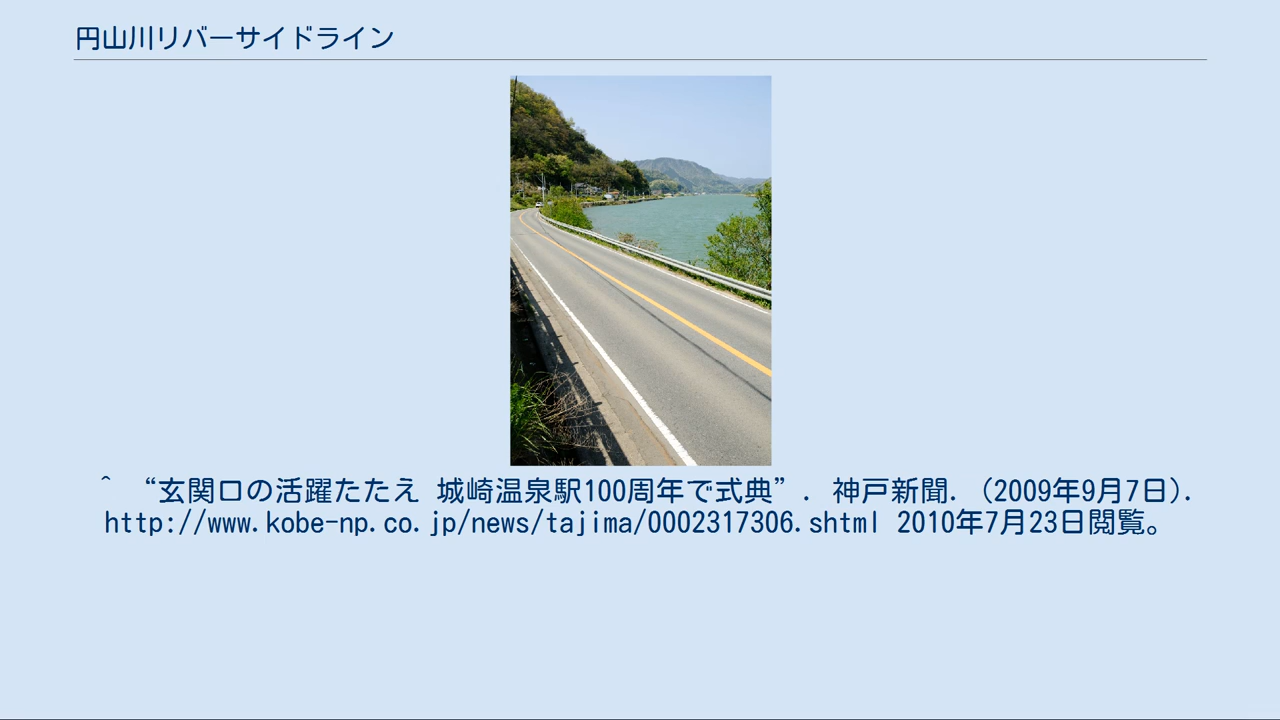 円山川リバーサイドライン
^ “玄関口の活躍たたえ 城崎温泉駅100周年で式典”. 神戸新聞. (2009年9月7日).
http://www.kobe-np.co.jp/news/tajima/0002317306.shtml 2010年7月23日閲覧。